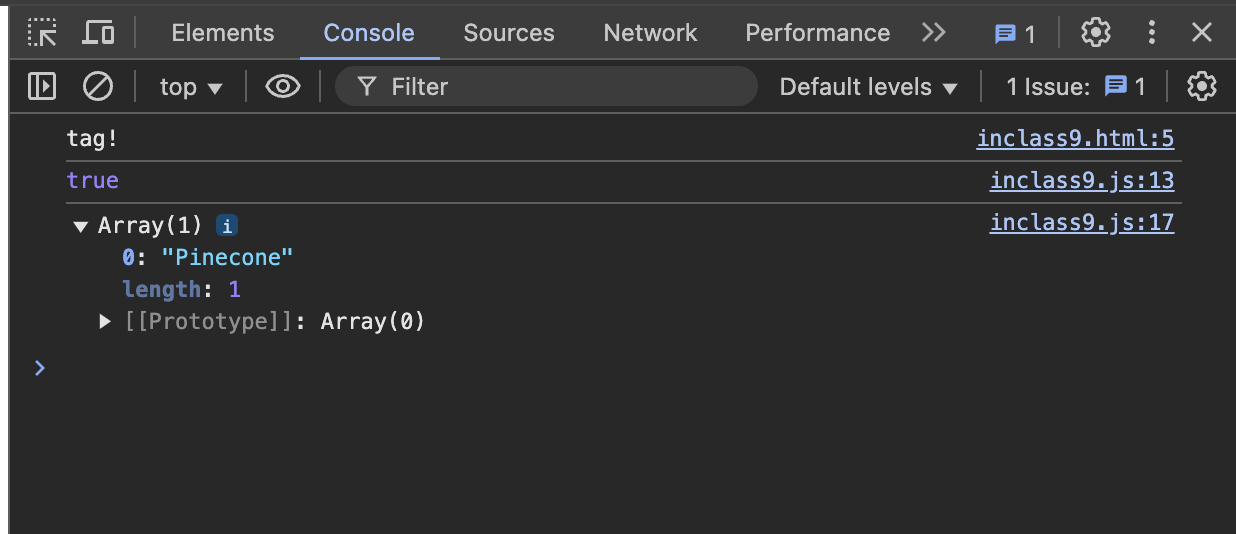 Elements Console Sources Network Performance 1
top Filter Default levels 1 Issue: 1
tag! inclass9.html:5
true inclass9.js:13
Array(1) i inclass9.js:17
0: "Pinecone"
length: 1
[[Prototype]]: Array(0)